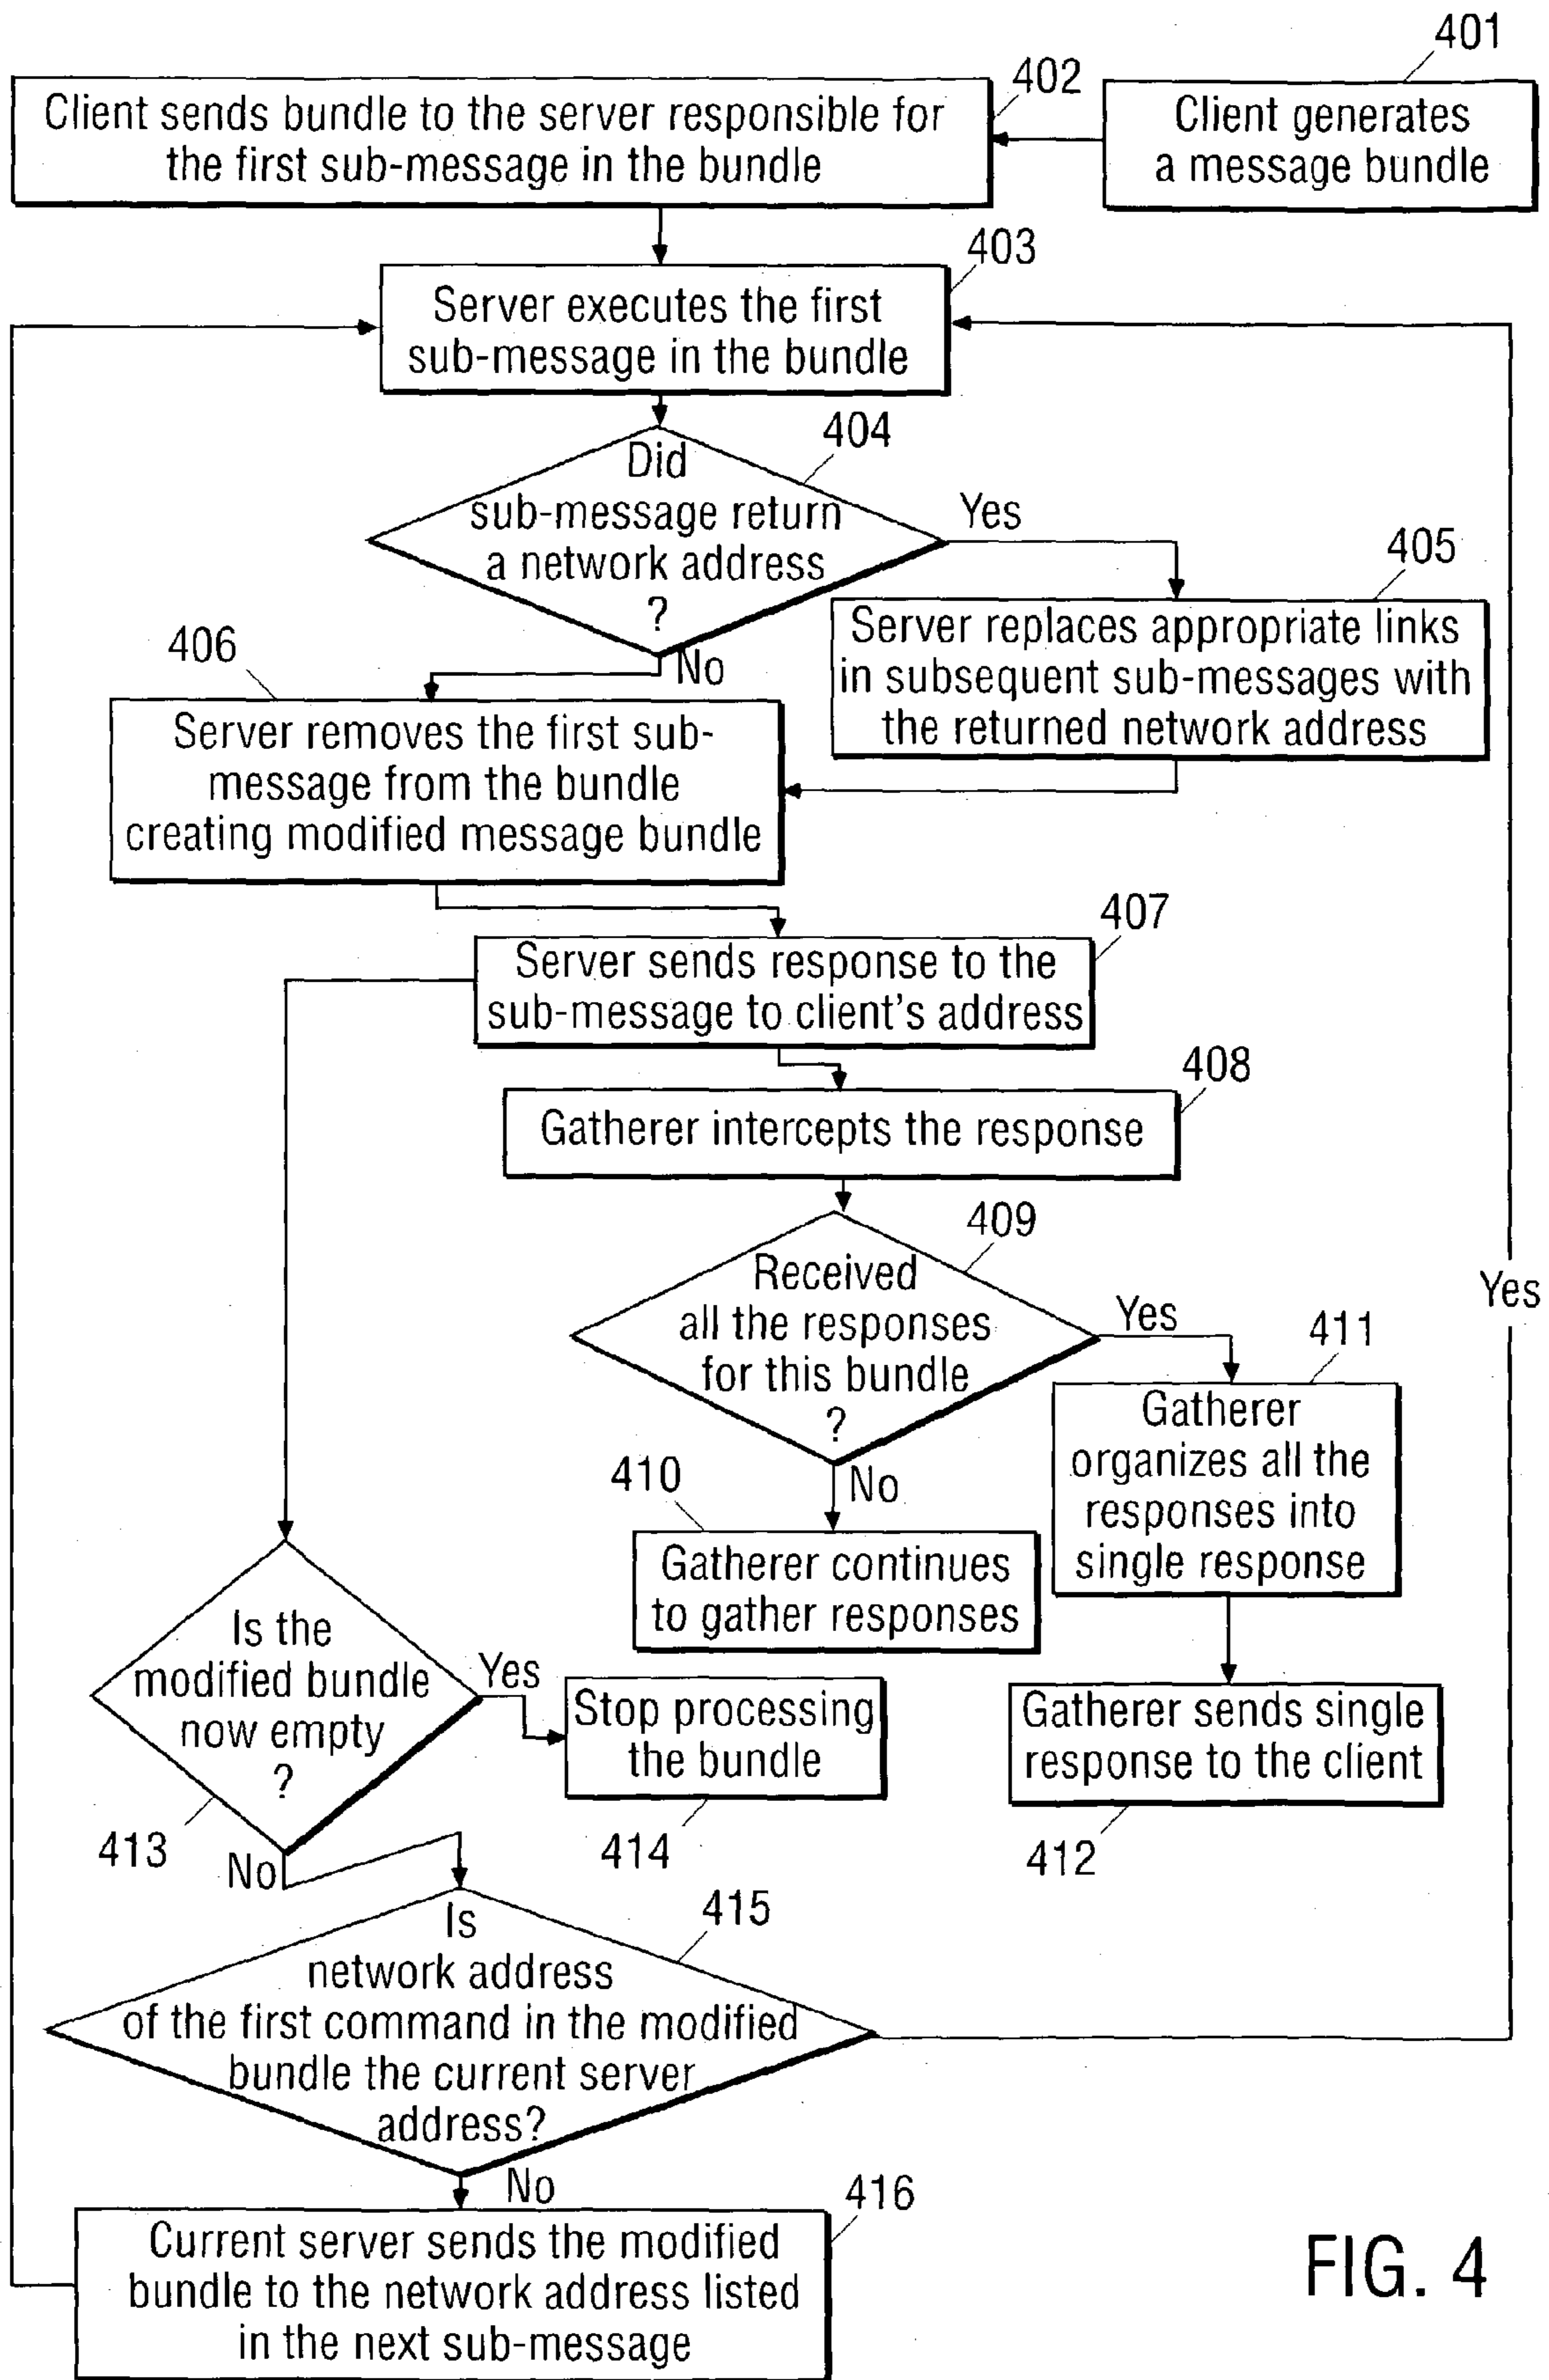 401
402
Client sends bundle to the server responsible for
the first sub-message in the bundle
Client generates
a message bundle
403
Server executes the first
sub-message in the bundle
404
Did
sub-message return
a network address
?
Yes
405
Server replaces appropriate links
in subsequent sub-messages with
the returned network address
No
406
Server removes the first sub-
message from the bundle
creating modified message bundle
407
Server sends response to the
sub-message to client's address
408
Gatherer intercepts the response
409
Received
all the responses
for this bundle
?
Yes
Yes
411
Gatherer
organizes all the
responses into
single response
No
410
Gatherer continues
to gather responses
Is the
modified bundle
now empty
?
Yes
Stop processing
the bundle
Gatherer sends single
response to the client
413
414
412
No
415
Is
network address
of the first command in the modified
bundle the current server
address?
No
416
Current server sends the modified
bundle to the network address listed
in the next sub-message
FIG. 4